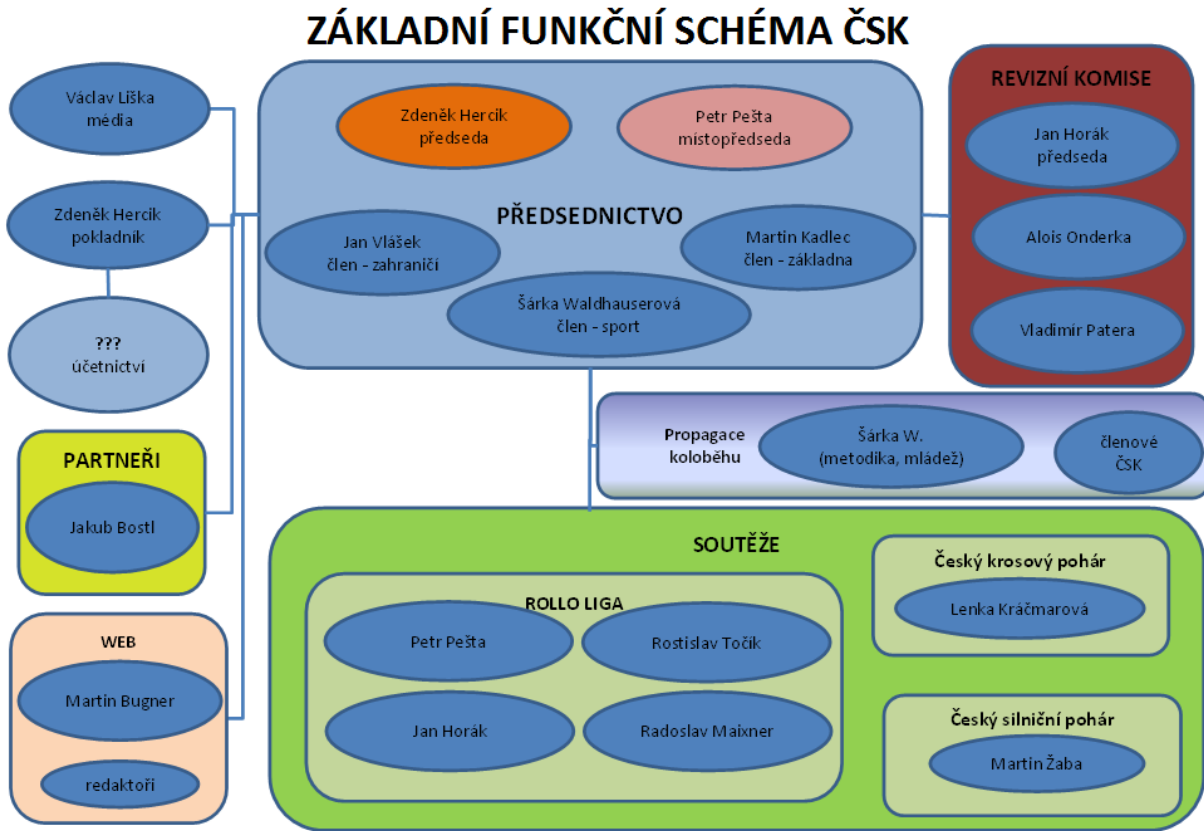 ZÁKLADNÍ FUNKČNÍ SCHÉMA ČSK
Václav Liška
média
Zdeněk Hercík
pokladník
???
účetnictví
PARTNEŘI
Jakub Bostl
WEB
Martin Bugner
redaktoři
Zdeněk Hercík
předseda
Petr Pešta
místopředseda
PŘEDSEDNICTVO
Jan Vlášek
člen - zahraničí
Martin Kadlec
člen - základna
Šárka Waldhauserová
člen - sport
REVIZNÍ KOMISE
Jan Horák
předseda
Alois Onderka
Vladimír Patera
Propagace
koloběhu
Šárka W.
(metodika, mládež)
členové
ČSK
SOUTĚŽE
ROLLO LIGA
Petr Pešta
Rostislav Točík
Jan Horák
Radoslav Maixner
Český krosový pohár
Lenka Kráčmarová
Český silniční pohár
Martin Žaba